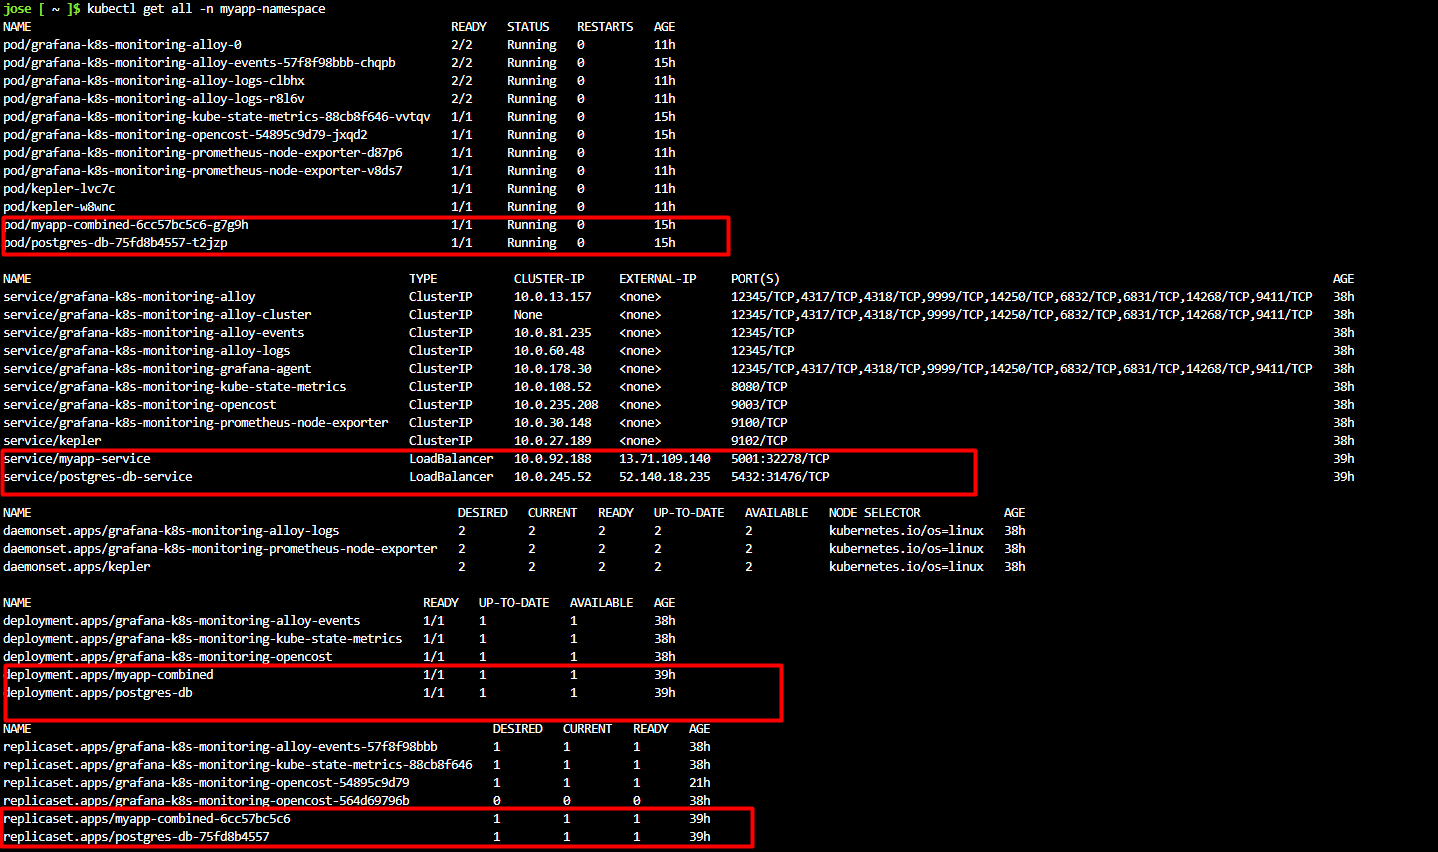 jose [ ~ ]$ kubectl get all -n myapp-namespace
NAME READY STATUS RESTARTS AGE
pod/grafana-k8s-monitoring-alloy-0 2/2 Running 0 11h
pod/grafana-k8s-monitoring-alloy-events-57f8f98bbb-chqpb 2/2 Running 0 15h
pod/grafana-k8s-monitoring-alloy-logs-clbhx 2/2 Running 0 11h
pod/grafana-k8s-monitoring-alloy-logs-r8l6v 2/2 Running 0 11h
pod/grafana-k8s-monitoring-kube-state-metrics-88cb8f646-vvtqv 1/1 Running 0 15h
pod/grafana-k8s-monitoring-opencost-54895c9d79-jxqd2 1/1 Running 0 15h
pod/grafana-k8s-monitoring-prometheus-node-exporter-d87p6 1/1 Running 0 11h
pod/grafana-k8s-monitoring-prometheus-node-exporter-v8ds7 1/1 Running 0 11h
pod/kepler-lvc7c 1/1 Running 0 11h
pod/kepler-w8wnc 1/1 Running 0 11h
pod/myapp-combined-6cc57bc5c6-g7g9h 1/1 Running 0 15h
pod/postgres-db-75fd8b4557-t2jzp 1/1 Running 0 15h
NAME TYPE CLUSTER-IP EXTERNAL-IP PORT(S) AGE
service/grafana-k8s-monitoring-alloy ClusterIP 10.0.13.157 <none> 12345/TCP,4317/TCP,4318/TCP,9999/TCP,14250/TCP,6832/TCP,6831/TCP,14268/TCP,9411/TCP 38h
service/grafana-k8s-monitoring-alloy-cluster ClusterIP None <none> 12345/TCP,4317/TCP,4318/TCP,9999/TCP,14250/TCP,6832/TCP,6831/TCP,14268/TCP,9411/TCP 38h
service/grafana-k8s-monitoring-alloy-events ClusterIP 10.0.81.235 <none> 12345/TCP 38h
service/grafana-k8s-monitoring-alloy-logs ClusterIP 10.0.60.48 <none> 12345/TCP 38h
service/grafana-k8s-monitoring-grafana-agent ClusterIP 10.0.178.30 <none> 12345/TCP,4317/TCP,4318/TCP,9999/TCP,14250/TCP,6832/TCP,6831/TCP,14268/TCP,9411/TCP 38h
service/grafana-k8s-monitoring-kube-state-metrics ClusterIP 10.0.108.52 <none> 8080/TCP 38h
service/grafana-k8s-monitoring-opencost ClusterIP 10.0.235.208 <none> 9003/TCP 38h
service/grafana-k8s-monitoring-prometheus-node-exporter ClusterIP 10.0.30.148 <none> 9100/TCP 38h
service/kepler ClusterIP 10.0.27.189 <none> 9102/TCP 38h
service/myapp-service LoadBalancer 10.0.92.188 13.71.109.140 5001:32278/TCP 39h
service/postgres-db-service LoadBalancer 10.0.245.52 52.140.18.235 5432:31476/TCP 39h
NAME DESIRED CURRENT READY UP-TO-DATE AVAILABLE NODE SELECTOR AGE
daemonset.apps/grafana-k8s-monitoring-alloy-logs 2 2 2 2 2 kubernetes.io/os=linux 38h
daemonset.apps/grafana-k8s-monitoring-prometheus-node-exporter 2 2 2 2 2 kubernetes.io/os=linux 38h
daemonset.apps/kepler 2 2 2 2 2 kubernetes.io/os=linux 38h
NAME READY UP-TO-DATE AVAILABLE AGE
deployment.apps/grafana-k8s-monitoring-alloy-events 1/1 1 1 38h
deployment.apps/grafana-k8s-monitoring-kube-state-metrics 1/1 1 1 38h
deployment.apps/grafana-k8s-monitoring-opencost 1/1 1 1 38h
deployment.apps/myapp-combined 1/1 1 1 39h
deployment.apps/postgres-db 1/1 1 1 39h
NAME DESIRED CURRENT READY AGE
replicaset.apps/grafana-k8s-monitoring-alloy-events-57f8f98bbb 1 1 1 38h
replicaset.apps/grafana-k8s-monitoring-kube-state-metrics-88cb8f646 1 1 1 38h
replicaset.apps/grafana-k8s-monitoring-opencost-54895c9d79 1 1 1 21h
replicaset.apps/grafana-k8s-monitoring-opencost-564d69796b 0 0 0 38h
replicaset.apps/myapp-combined-6cc57bc5c6 1 1 1 39h
replicaset.apps/postgres-db-75fd8b4557 1 1 1 39h